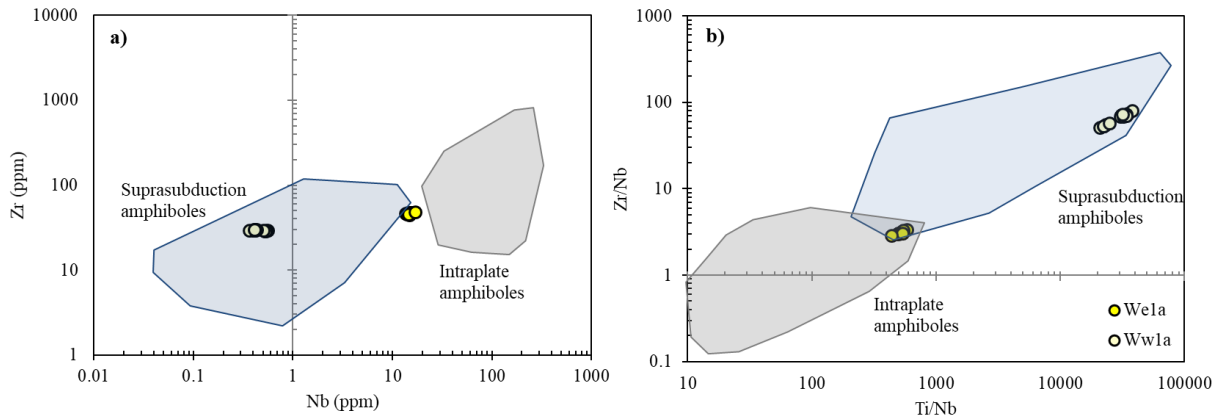 a)
10000
1000
100
10
1
Zr (ppm)
Suprasubduction
amphiboles
Intraplate
amphiboles
0.01 0.1 1 10 100 1000
Nb (ppm)
b)
1000
100
10
1
0.1
Zr/Nb
Suprasubduction
amphiboles
Intraplate
amphiboles
We1a
Ww1a
10 100 1000 10000 100000
Ti/Nb